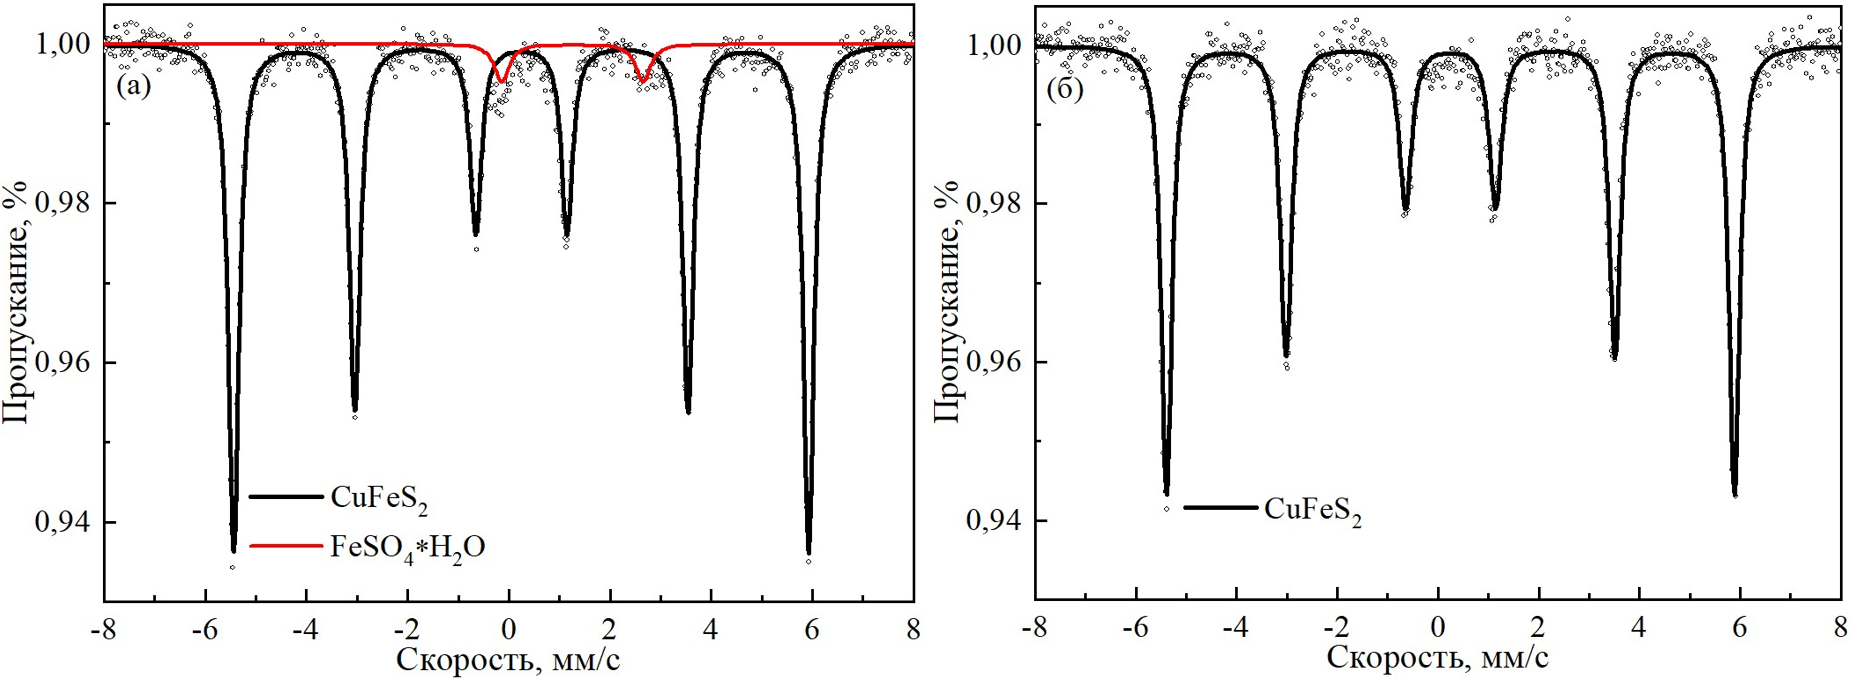 1,00
0,98
0,96
0,94
Пропускание, %
(а)
CuFeS2
FeSO4*H2O
-8 -6 -4 -2 0 2 4 6 8
Скорость, мм/с
1,00
0,98
0,96
0,94
Пропускание, %
(б)
CuFeS2
-8 -6 -4 -2 0 2 4 6 8
Скорость, мм/с